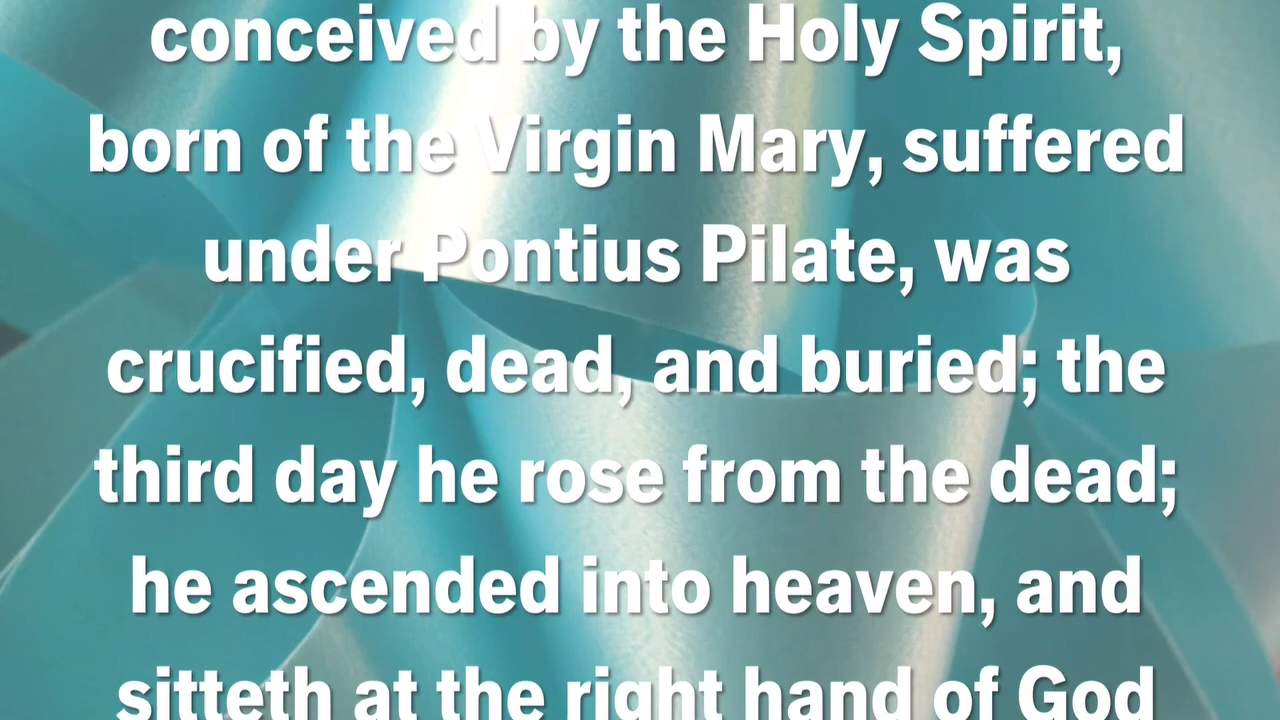 conceived by the Holy Spirit,
born of the Virgin Mary, suffered
under Pontius Pilate, was
crucified, dead, and buried; the
third day he rose from the dead;
he ascended into heaven, and
sitteth at the right hand of God